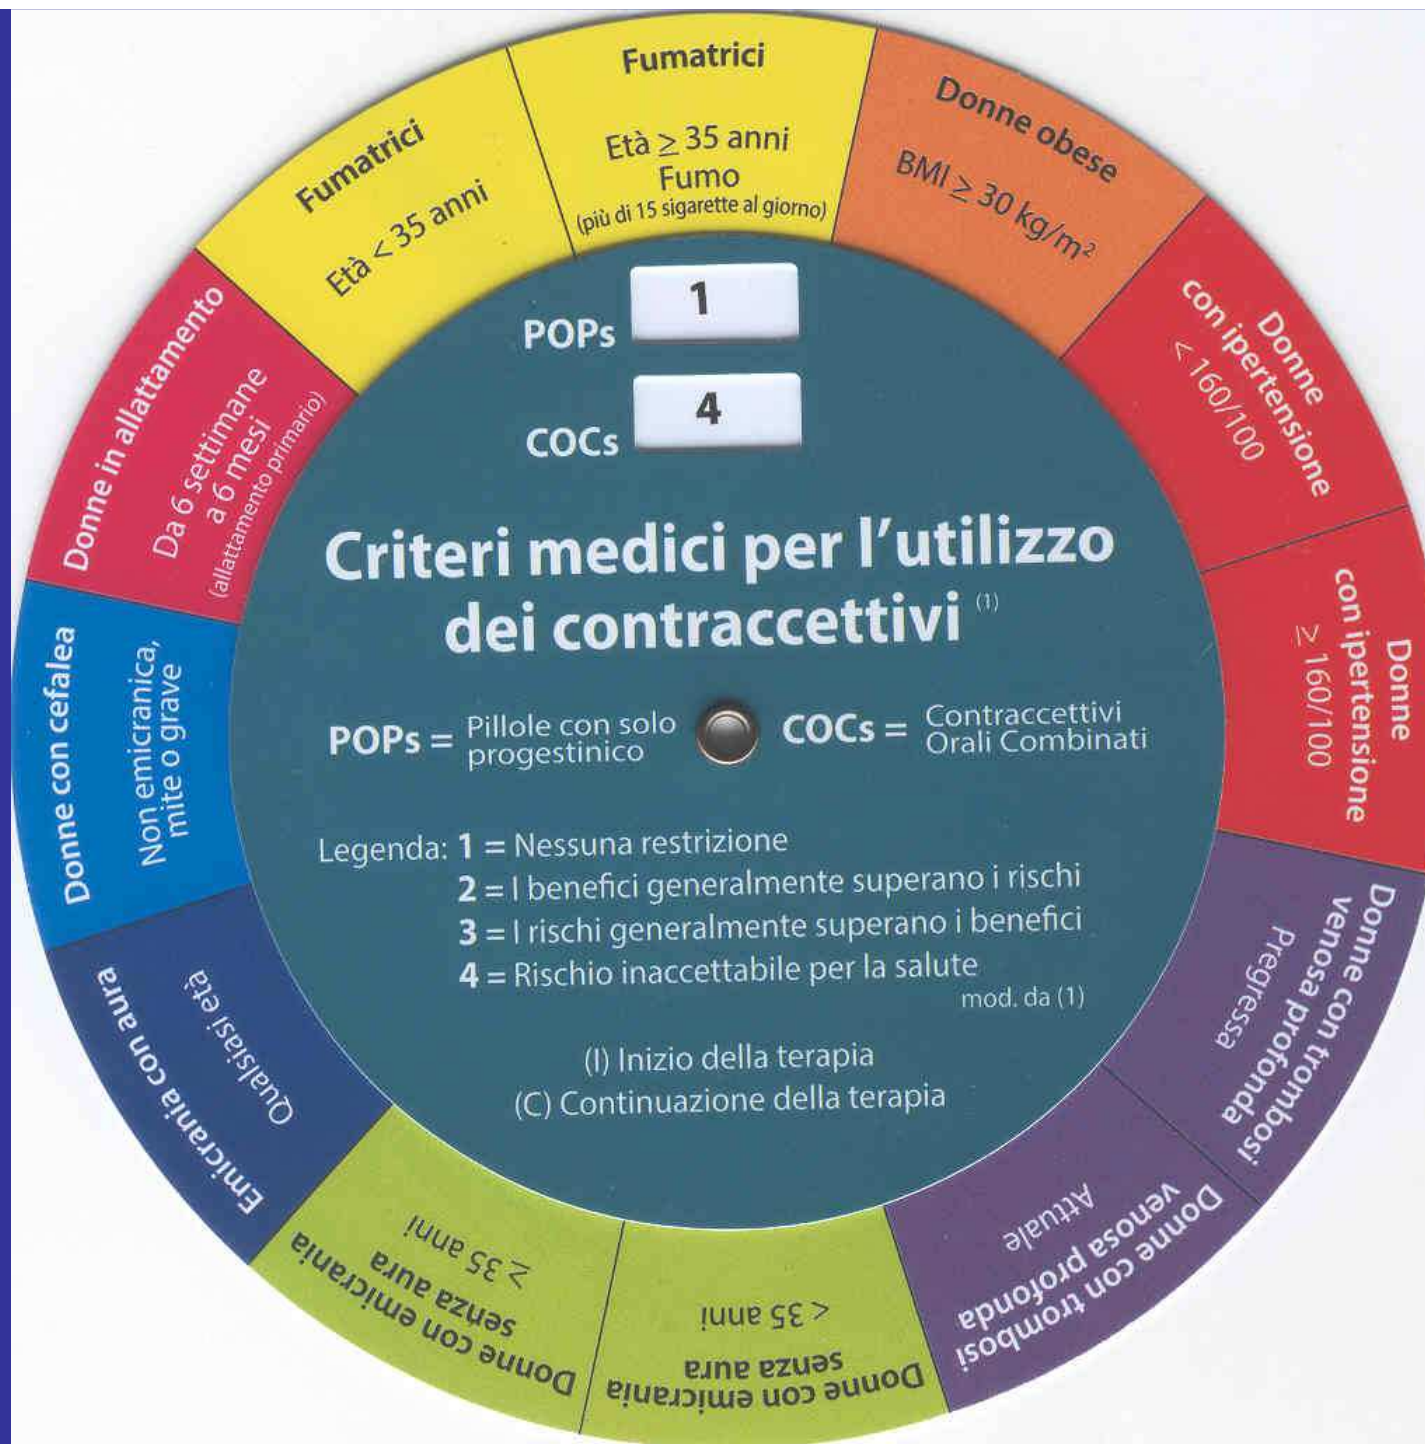 Fumatrici
Età ≥ 35 anni
Fumo
(più di 15 sigarette al giorno)
Donne obese
BMI ≥ 30 kg/m²
Donne
con ipertensione
< 160/100
Donne
con ipertensione
≥ 160/100
Donne con trombosi
venosa profonda
Pregressa
Donne con trombosi
venosa profonda
Attuale
Donne con emicrania
senza aura
< 35 anni
Donne con emicrania
senza aura
≥ 35 anni
Emicrania con aura
Qualsiasi età
Donne con cefalea
Non emicranica,
mite o grave
Donne in allattamento
Da 6 settimane
a 6 mesi
(allattamento primario)
Fumatrici
Età < 35 anni
POPs 1
COCs 4
Criteri medici per l'utilizzo
dei contraccettivi (1)
POPs = Pillole con solo
progestinico
COCs = Contraccettivi
Orali Combinati
Legenda: 1 = Nessuna restrizione
2 = I benefici generalmente superano i rischi
3 = I rischi generalmente superano i benefici
4 = Rischio inaccettabile per la salute
mod. da (1)
(I) Inizio della terapia
(C) Continuazione della terapia